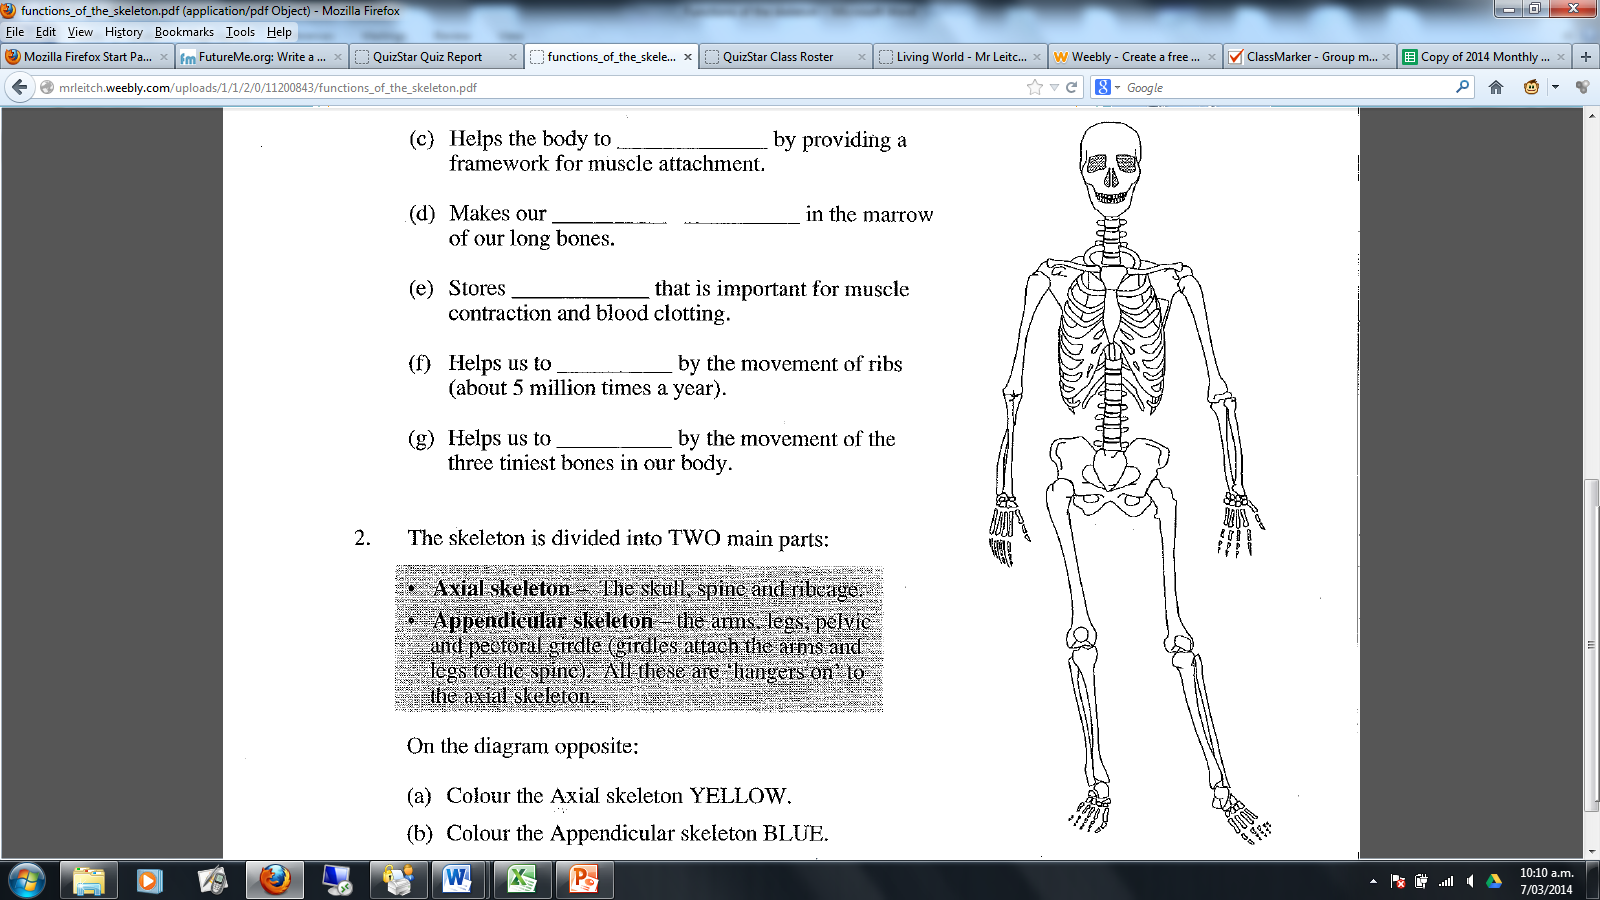 functions_of_the_skeleton.pdf (application/pdf Object) - Mozilla Firefox
File Edit View History Bookmarks Tools Help
Mozilla Firefox Start Pa... × FutureMe.org: Write a ... × QuizStar Quiz Report × functions_of_the_skele... × QuizStar Class Roster × Living World - Mr Leitc... × Weebly - Create a free ... × ClassMarker - Group m... × Copy of 2014 Monthly ... ×
mrleitch.weebly.com/uploads/1/1/2/0/11200843/functions_of_the_skeleton.pdf Google
(c) Helps the body to ______________ by providing a
framework for muscle attachment.
(d) Makes our ___________ ___________ in the marrow
of our long bones.
(e) Stores _____________ that is important for muscle
contraction and blood clotting.
(f) Helps us to ___________ by the movement of ribs
(about 5 million times a year).
(g) Helps us to ___________ by the movement of the
three tiniest bones in our body.
2. The skeleton is divided into TWO main parts:
• Axial skeleton – The skull, spine and ribcage.
• Appendicular skeleton – the arms, legs, pelvic
and pectoral girdle (girdles attach the arms and
legs to the spine). All these are 'hangers on' to
the axial skeleton.
On the diagram opposite:
(a) Colour the Axial skeleton YELLOW.
(b) Colour the Appendicular skeleton BLUE.
10:10 a.m.
7/03/2014